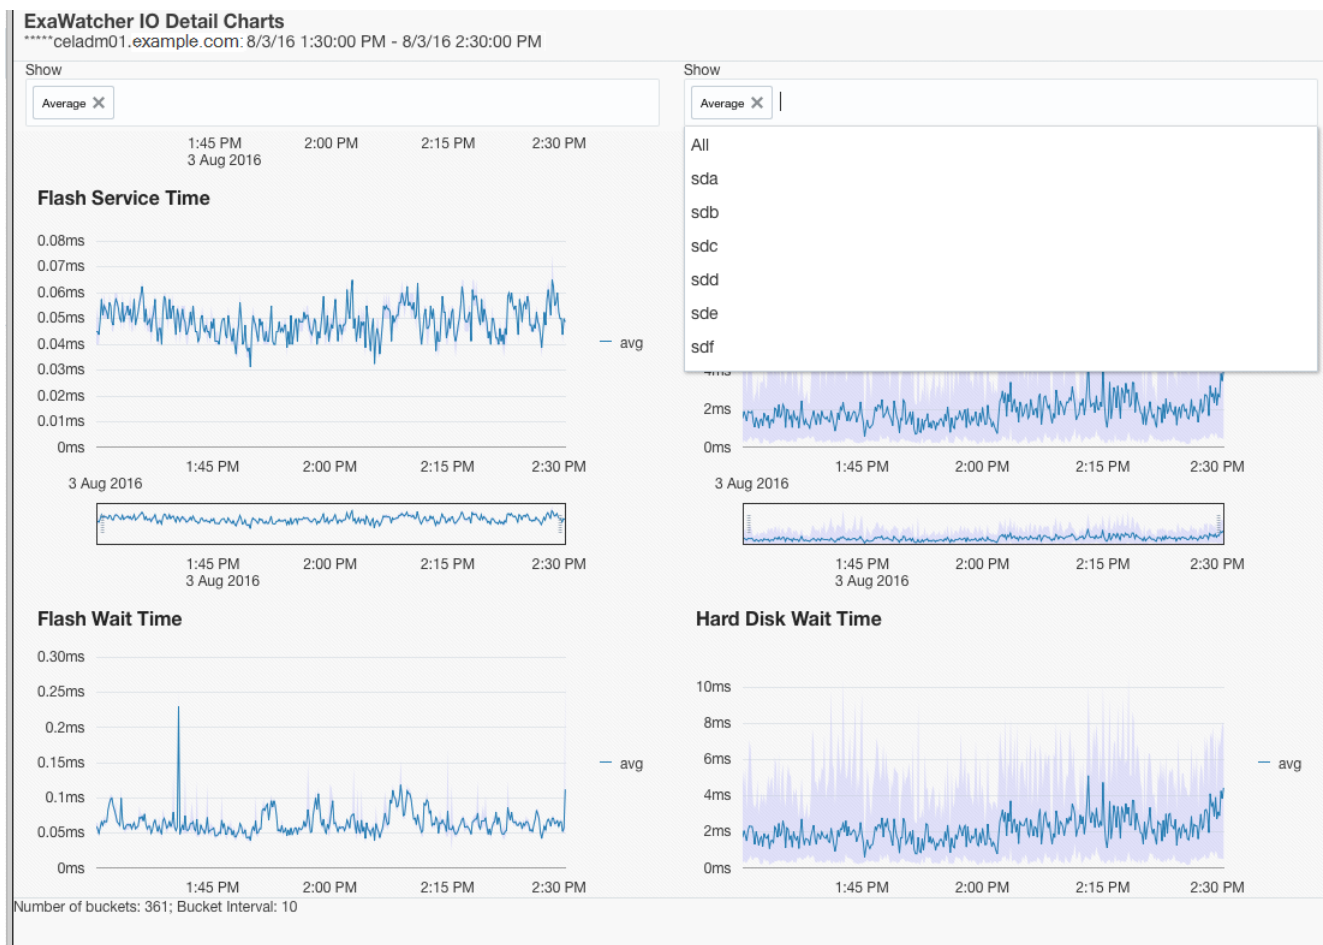 ExaWatcher IO Detail Charts
*****celadm01.example.com: 8/3/16 1:30:00 PM - 8/3/16 2:30:00 PM
Show
Average
1:45 PM 2:00 PM 2:15 PM 2:30 PM
3 Aug 2016
Flash Service Time
0.08ms
0.07ms
0.06ms
0.05ms
0.04ms
0.03ms
0.02ms
0.01ms
0ms
avg
1:45 PM 2:00 PM 2:15 PM 2:30 PM
3 Aug 2016
1:45 PM 2:00 PM 2:15 PM 2:30 PM
3 Aug 2016
Flash Wait Time
0.30ms
0.25ms
0.2ms
0.15ms
0.1ms
0.05ms
0ms
avg
1:45 PM 2:00 PM 2:15 PM 2:30 PM
Show
Average
All
sda
sdb
sdc
sdd
sde
sdf
4ms
2ms
0ms
1:45 PM 2:00 PM 2:15 PM 2:30 PM
3 Aug 2016
1:45 PM 2:00 PM 2:15 PM 2:30 PM
3 Aug 2016
Hard Disk Wait Time
10ms
8ms
6ms
4ms
2ms
0ms
avg
1:45 PM 2:00 PM 2:15 PM 2:30 PM
Number of buckets: 361; Bucket Interval: 10